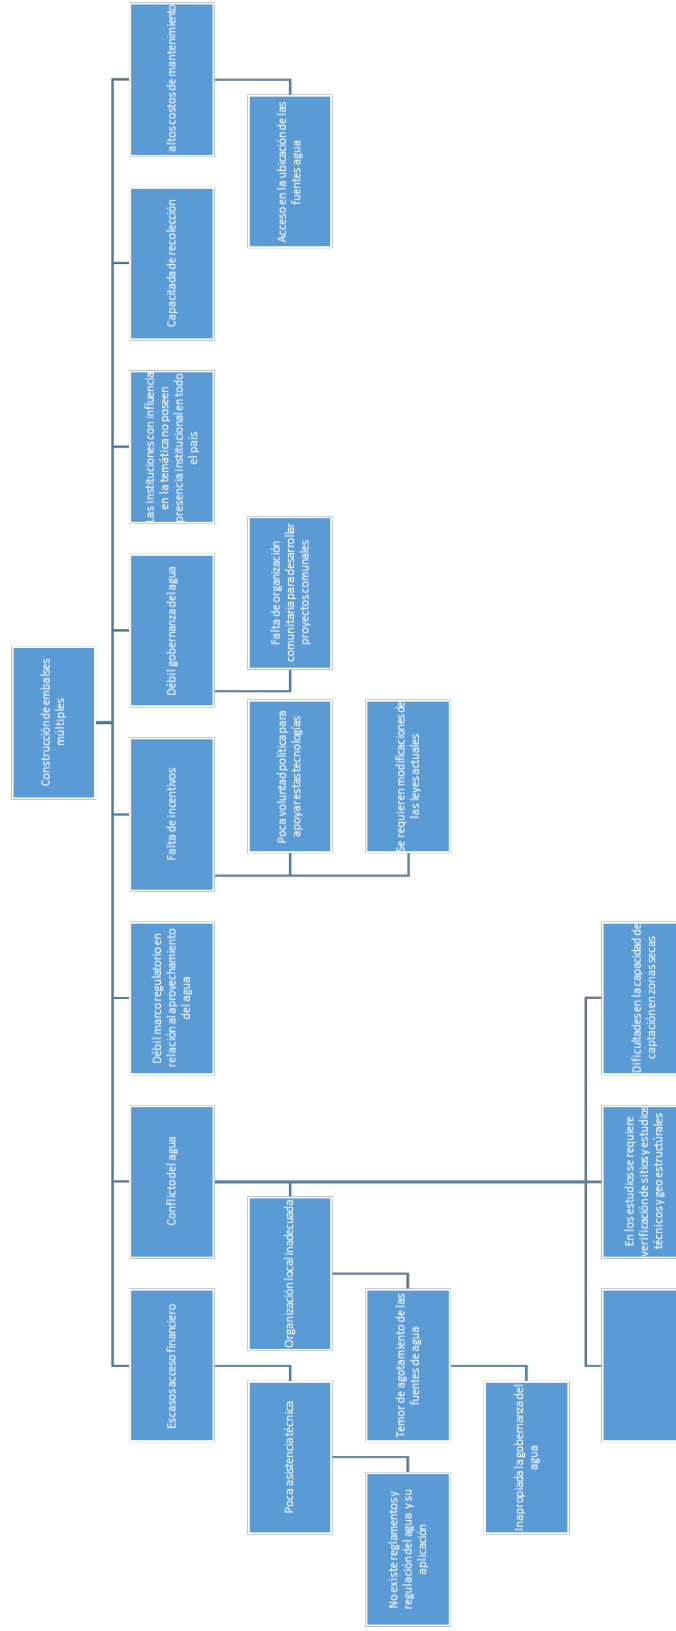 Construcción de embalses
múltiples
Escasos acceso financiero
Conflicto del agua
Débil marco regulatorio en
relación al aprovechamiento
del agua
Falta de incentivos
Débil gobernanza del agua
Las instituciones con influencia
en la temática no poseen
presencia institucional en todo
el país
Capacitada de recolección
altos costos de mantenimiento
Poca asistencia técnica
Organización local inadecuada
Poca voluntad política para
apoyar estas tecnologías
Falta de organización
comunitaria para desarrollar
proyectos comunales
Acceso en la ubicación de las
fuentes agua
No existe reglamentos y
regulación del agua y su
aplicación
Temor de agotamiento de las
fuentes de agua
Se requieren modificaciones de
las leyes actuales
Inapropiada la gobernanza del
agua
En los estudios se requiere
verificación de sitios y estudios
técnicos y geo estructúrales
Dificultades en la capacidad de
captación en zonas secas